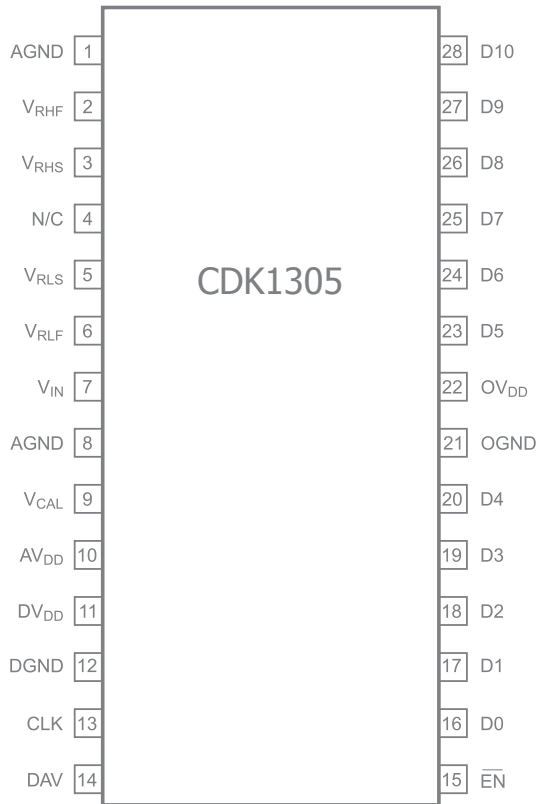 AGND 1 28 D10
V_RHF 2 27 D9
V_RHS 3 26 D8
N/C 4 25 D7
V_RLS 5 24 D6
CDK1305
V_RLF 6 23 D5
V_IN 7 22 OV_DD
AGND 8 21 OGND
V_CAL 9 20 D4
AV_DD 10 19 D3
DV_DD 11 18 D2
DGND 12 17 D1
CLK 13 16 D0
DAV 14 15 E̅N̅